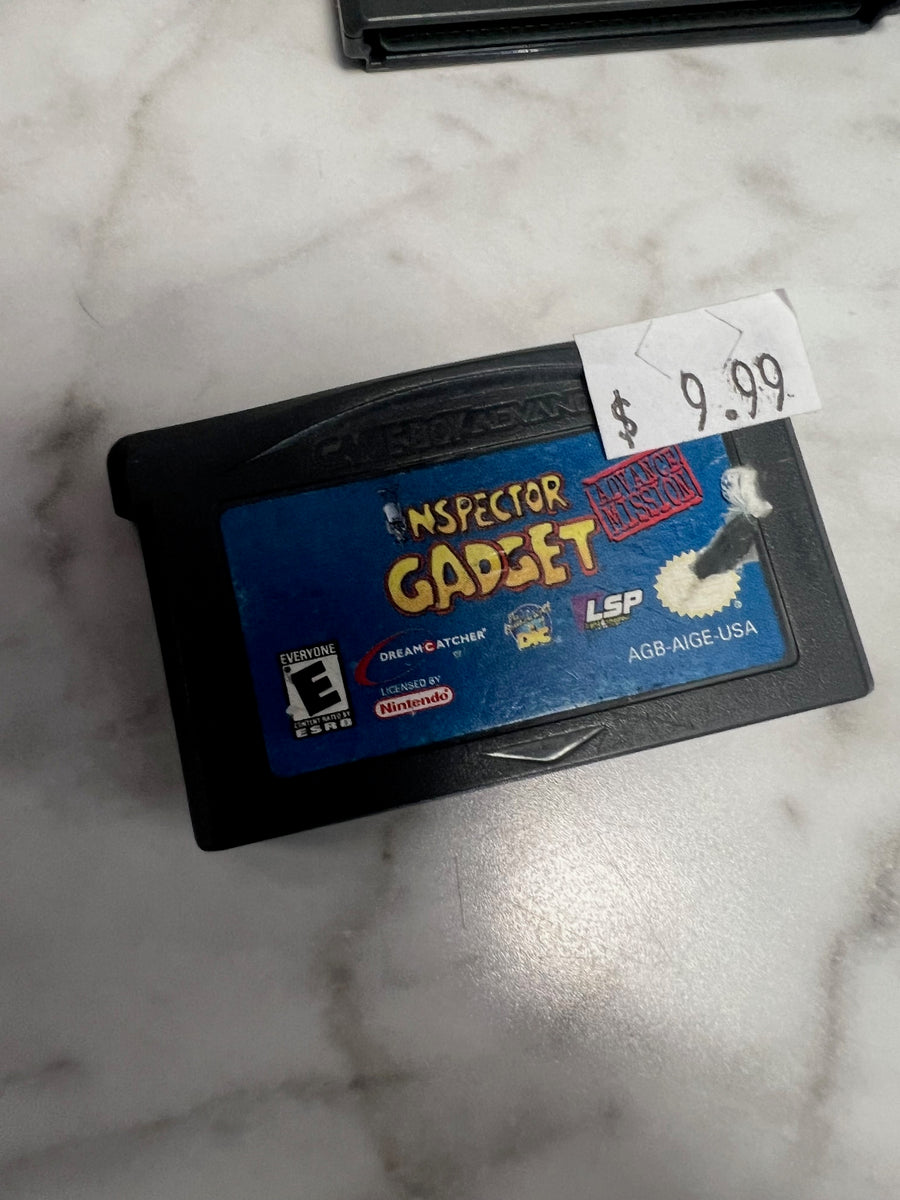 $ 9.99
GAME BOY ADVANCE
INSPECTOR
GADGET
ADVANCE
MISSION
LSP
DREAMCATCHER®
DIC
AGB-AIGE-USA
EVERYONE
E
CONTENT RATED BY
ESRB
LICENSED BY
Nintendo®